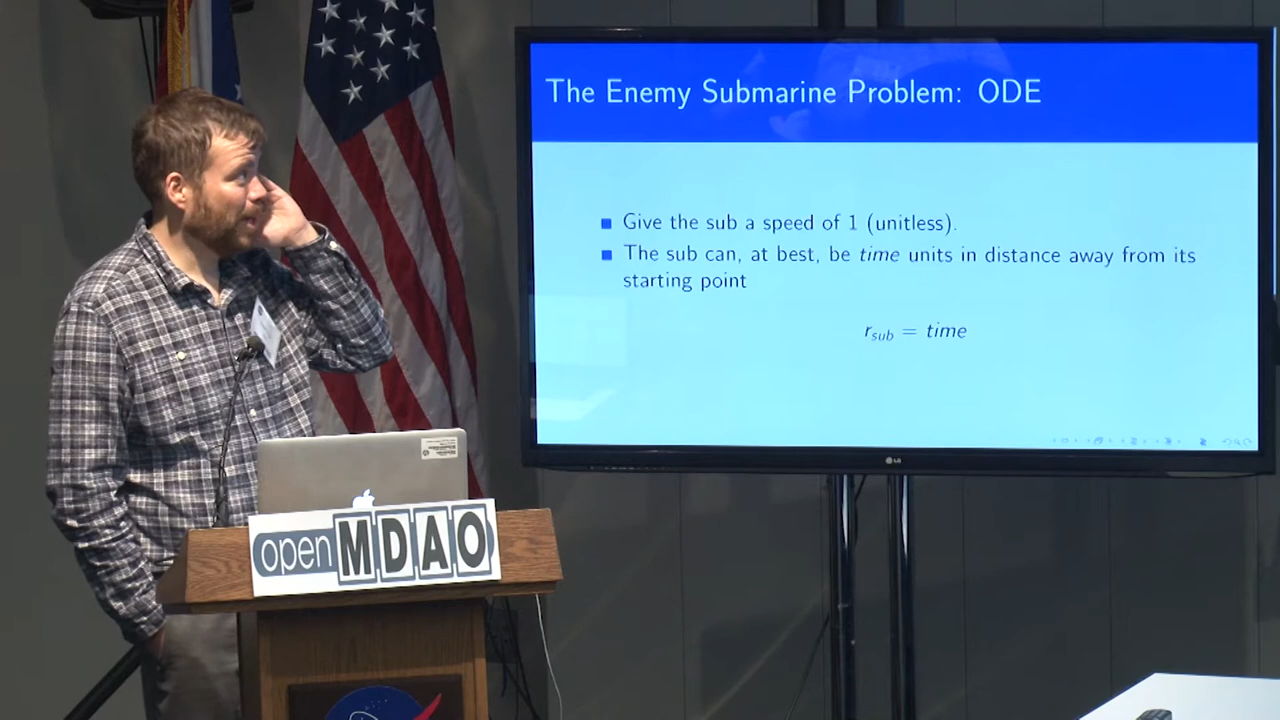 The Enemy Submarine Problem: ODE
Give the sub a speed of 1 (unitless).
The sub can, at best, be time units in distance away from its
starting point
r_sub = time
LG
open MDAO